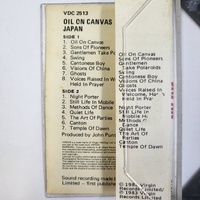 VDC 2513
OIL ON CANVAS
JAPAN
SIDE 1
1. Oil On Canvas
2. Sons Of Pioneers
3. Gentlemen Take
4. Swing
5. Cantonese Boy
6. Visions Of China
7. Ghosts
8. Voices Raised In
Held In Prayer
SIDE 2
1. Night Porter
2. Still Life In Mobile
3. Methods Of Dance
4. Quiet Life
5. The Art Of Parties
6. Canton
7. Temple Of Dawn
Produced by John Punter
Sound recording made
Limited – first published
Oil On Canvas
Sons Of Pioneers
Gentlemen
Take Polaroids
Swing
Cantonese Boy
Visions Of China
Ghosts
Voices Raised In
Welcome, Hands
Held In Prayer
Night Porter
Still Life In
Mobile Homes
Methods Of
Dance
Quiet Life
The Art Of
Parties
Canton
Temple Of Dawn
Virgin
Records Limited